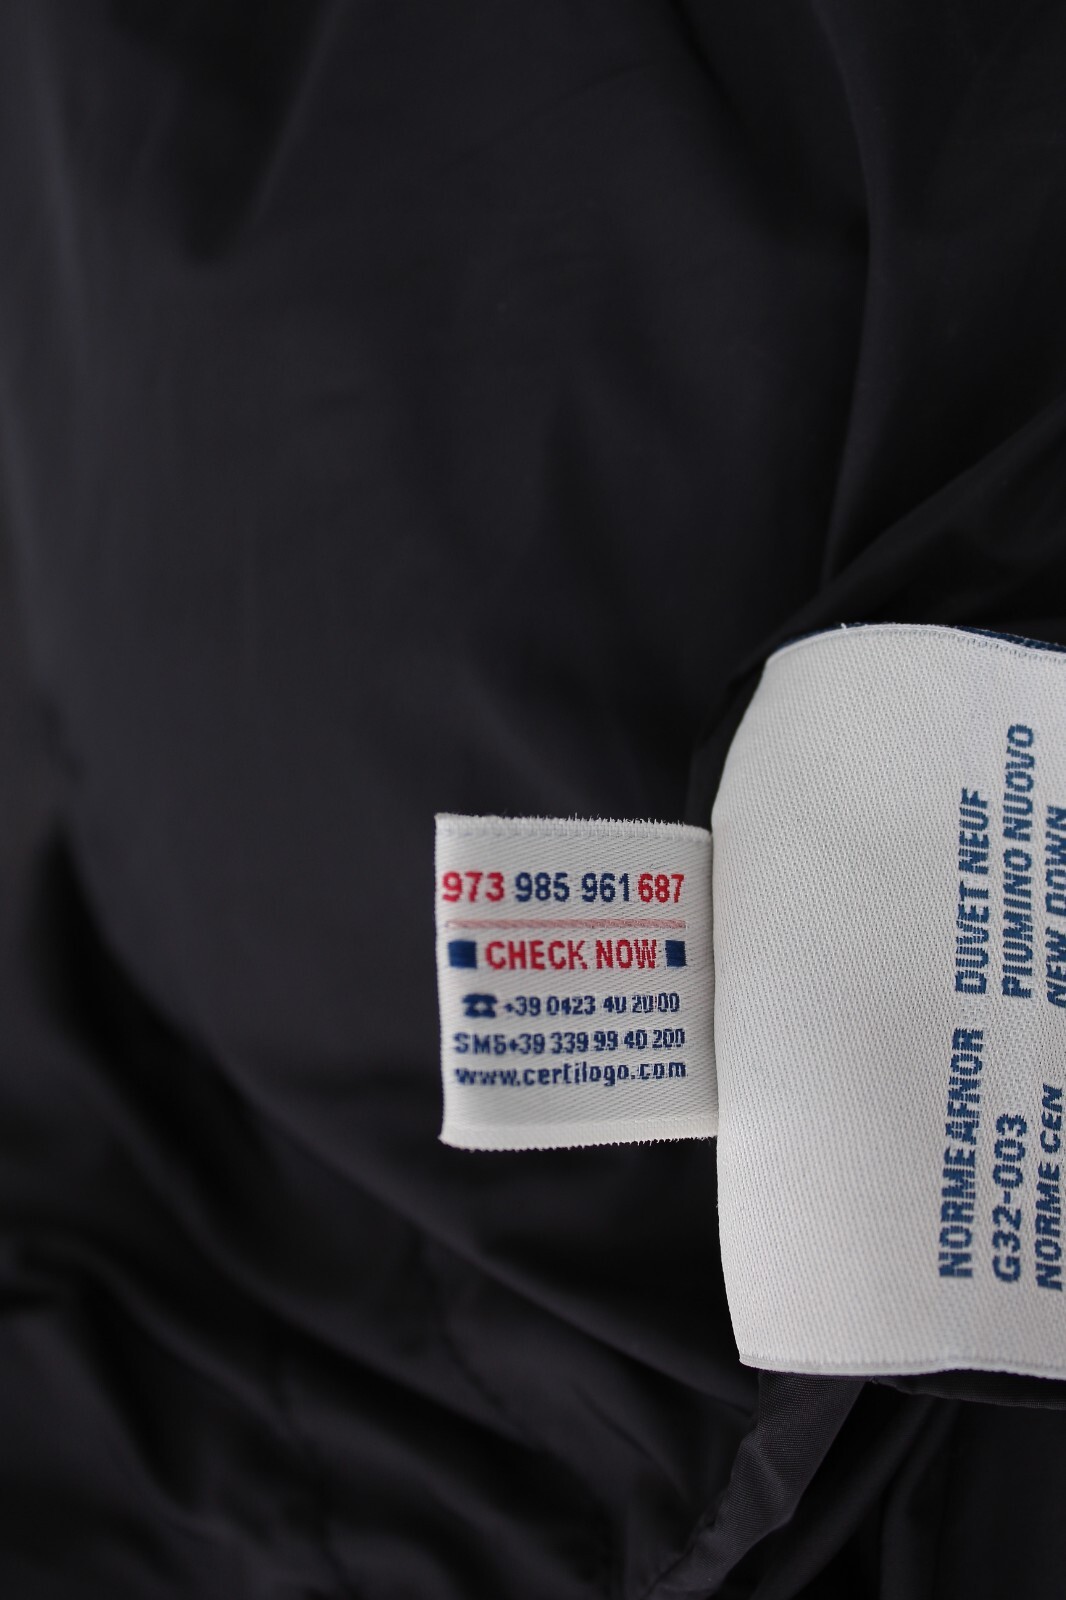 973 985 961 687
CHECK NOW
☎ +39 0423 40 20 00
SMS+39 339 99 40 200
www.certilogo.com
NORME AFNOR DUVET NEUF
G32-003 PIUMINO NUOVO
NORME CEN NEW DOWN